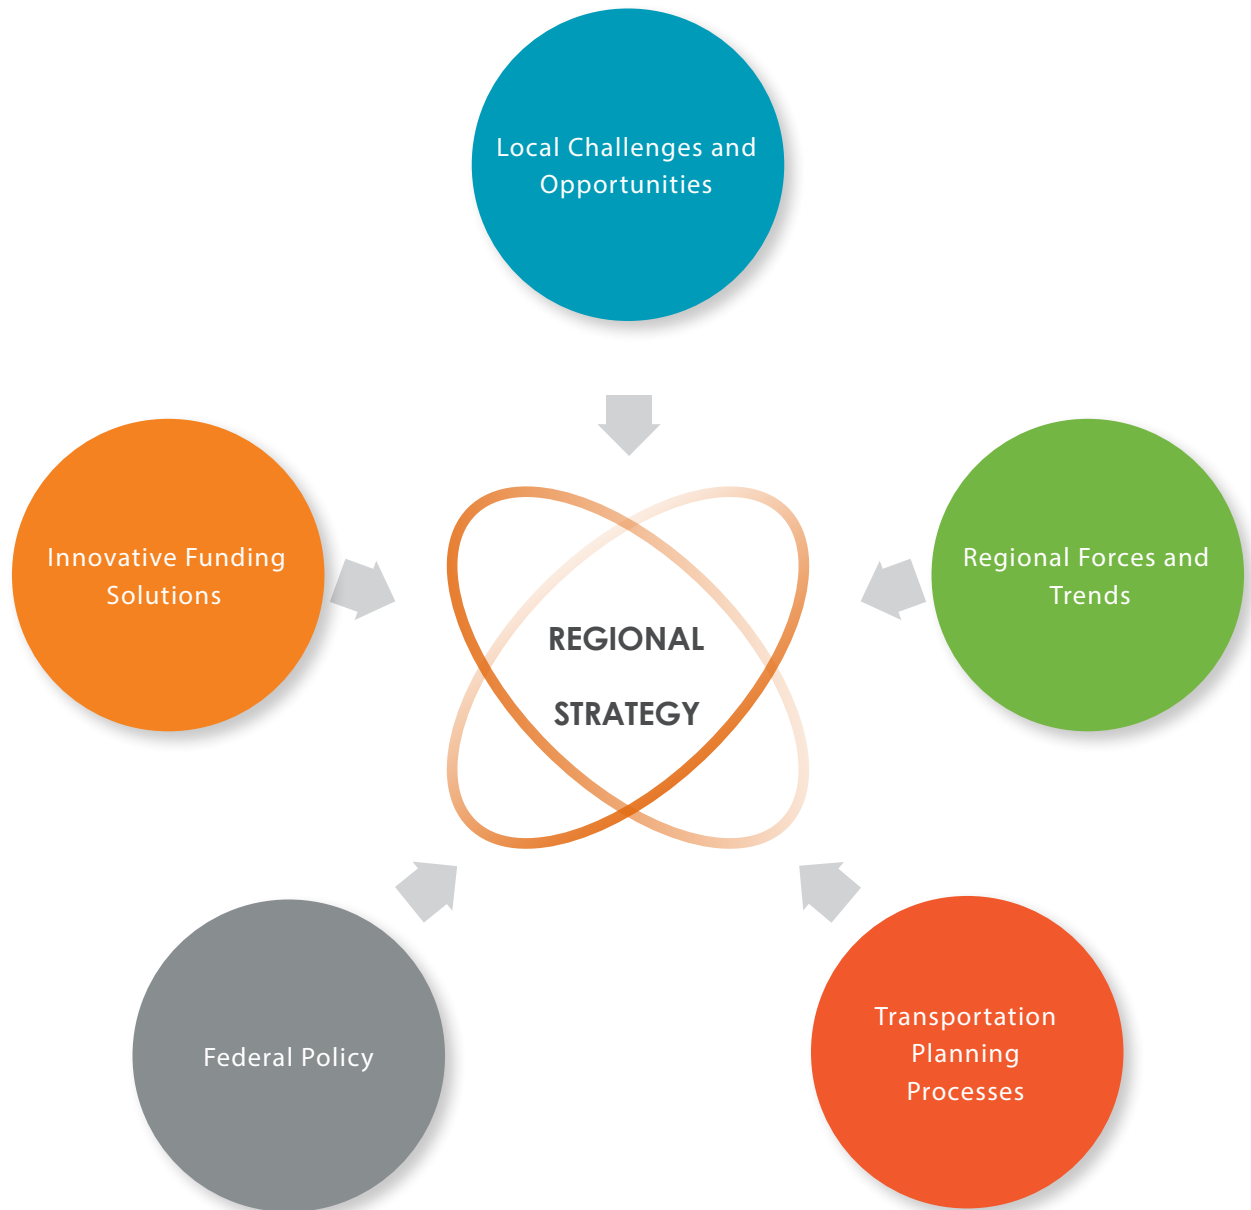 Local Challenges and
Opportunities
Innovative Funding
Solutions
Regional Forces and
Trends
REGIONAL
STRATEGY
Federal Policy
Transportation
Planning
Processes